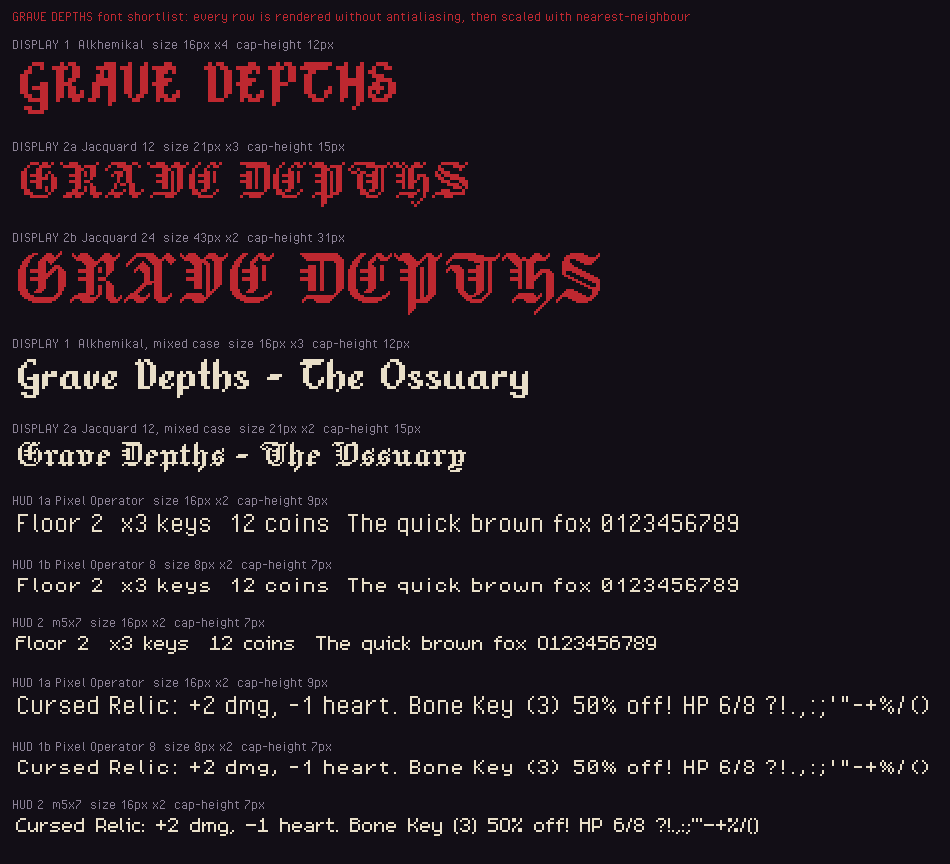 GRAVE DEPTHS font shortlist: every row is rendered without antialiasing, then scaled with nearest-neighbour
DISPLAY 1 Alkhemikal size 16px x4 cap-height 12px
GRAVE DEPTHS
DISPLAY 2a Jacquard 12 size 21px x3 cap-height 15px
GRAVE DEPTHS
DISPLAY 2b Jacquard 24 size 43px x2 cap-height 31px
GRAVE DEPTHS
DISPLAY 1 Alkhemikal, mixed case size 16px x3 cap-height 12px
Grave Depths - The Ossuary
DISPLAY 2a Jacquard 12, mixed case size 21px x2 cap-height 15px
Grave Depths - The Ossuary
HUD 1a Pixel Operator size 16px x2 cap-height 9px
Floor 2 x3 keys 12 coins The quick brown fox 0123456789
HUD 1b Pixel Operator 8 size 8px x2 cap-height 7px
Floor 2 x3 keys 12 coins The quick brown fox 0123456789
HUD 2 m5x7 size 16px x2 cap-height 7px
Floor 2 x3 keys 12 coins The quick brown fox 0123456789
HUD 1a Pixel Operator size 16px x2 cap-height 9px
Cursed Relic: +2 dmg, -1 heart. Bone Key (3) 50% off! HP 6/8 ?!.,:;'"-+%/()
HUD 1b Pixel Operator 8 size 8px x2 cap-height 7px
Cursed Relic: +2 dmg, -1 heart. Bone Key (3) 50% off! HP 6/8 ?!.,:;'"-+%/()
HUD 2 m5x7 size 16px x2 cap-height 7px
Cursed Relic: +2 dmg, -1 heart. Bone Key (3) 50% off! HP 6/8 ?!.,:;'"-+%/()